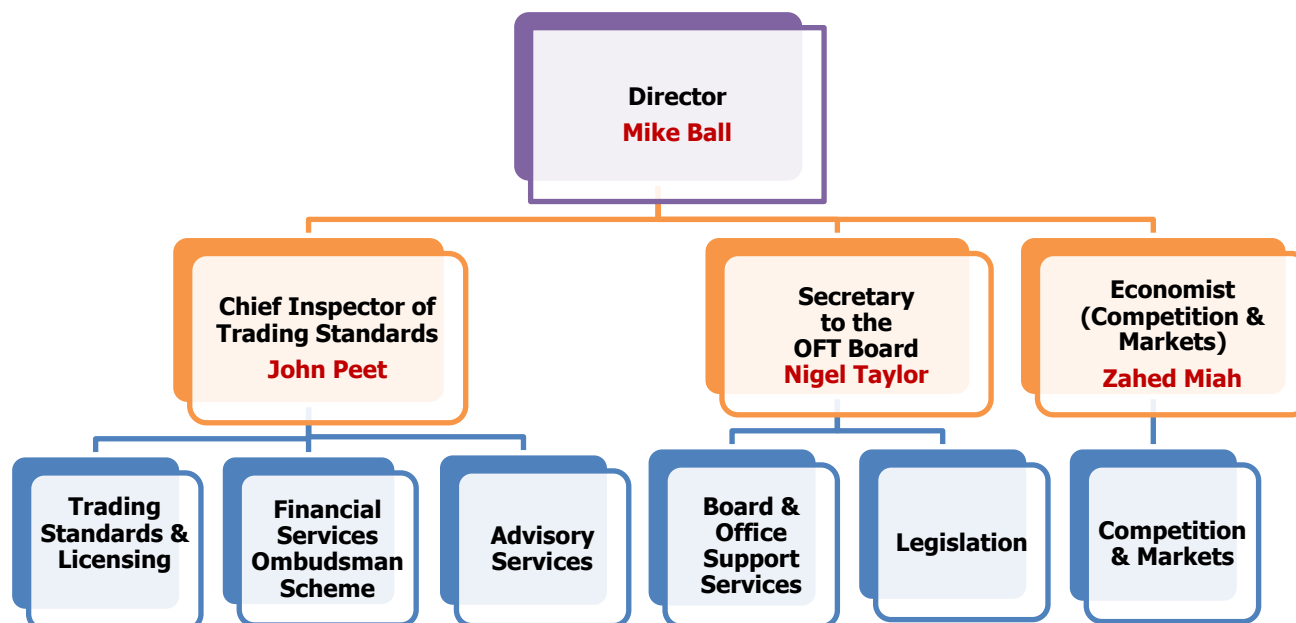 Director
Mike Ball
Chief Inspector of
Trading Standards
John Peet
Secretary
to the
OFT Board
Nigel Taylor
Economist
(Competition &
Markets)
Zahed Miah
Trading
Standards &
Licensing
Financial
Services
Ombudsman
Scheme
Advisory
Services
Board &
Office
Support
Services
Legislation
Competition
& Markets